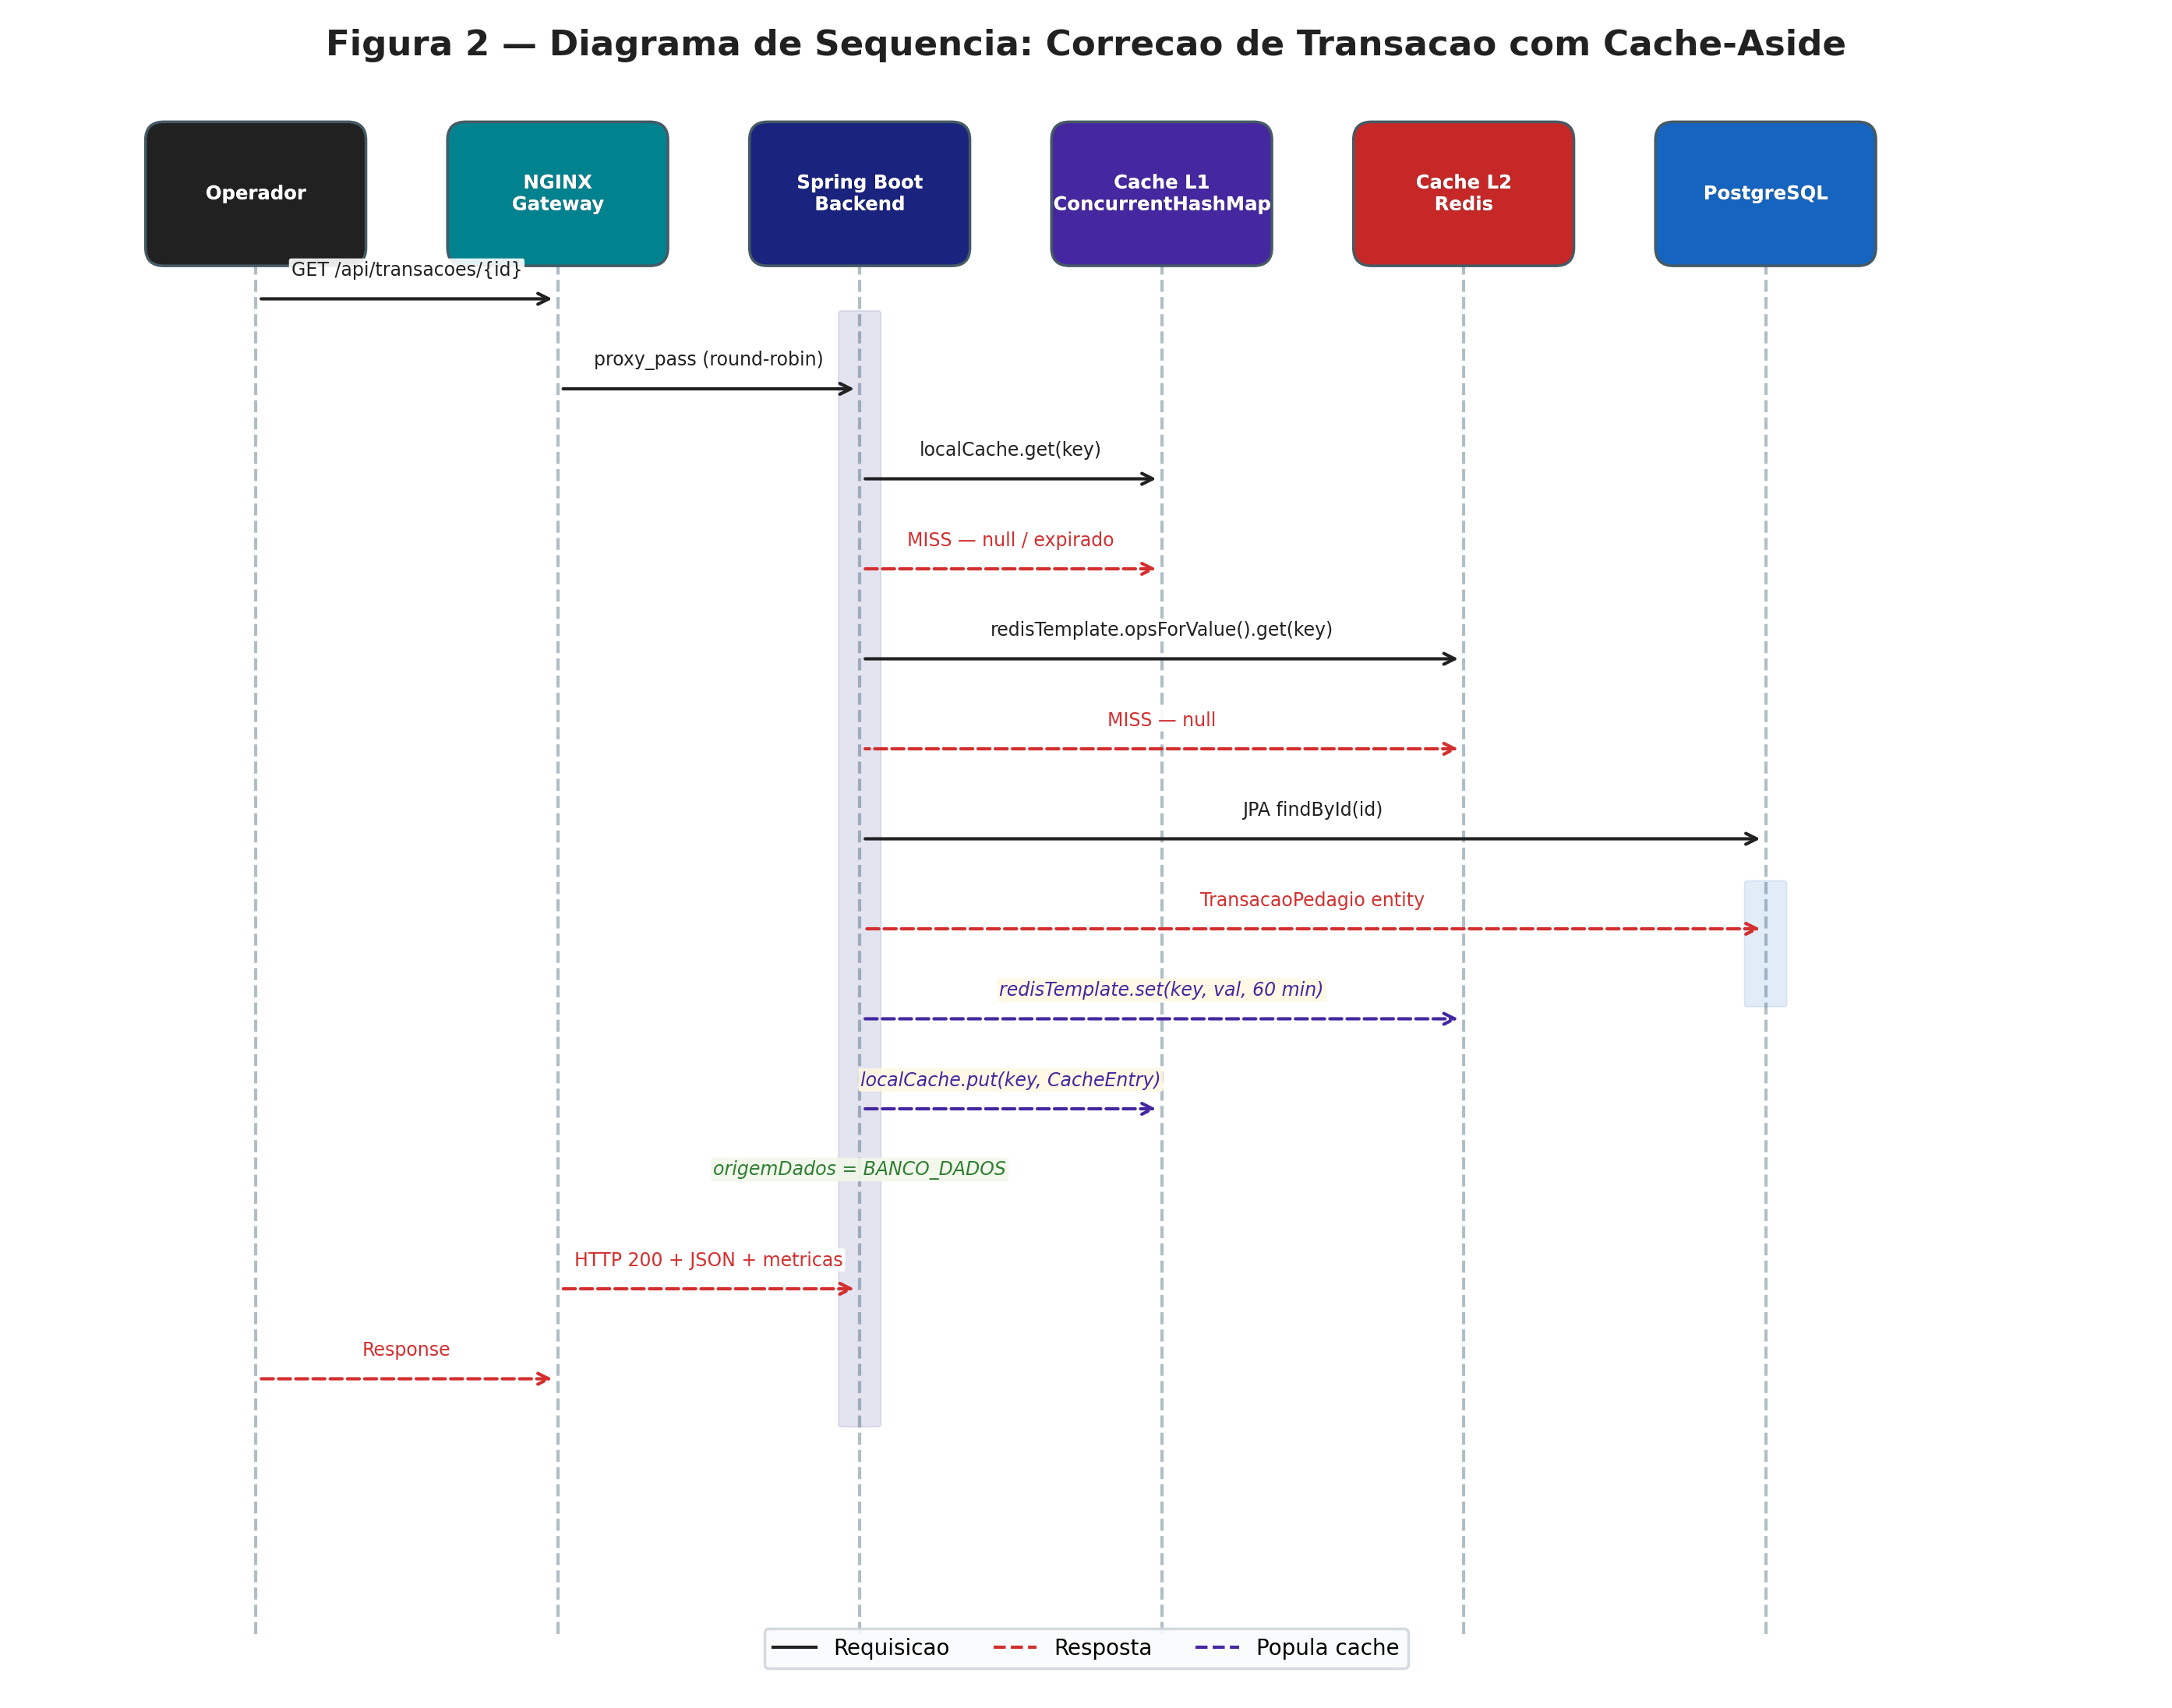 Figura 2 — Diagrama de Sequencia: Correcao de Transacao com Cache-Aside
Operador
NGINX
Gateway
Spring Boot
Backend
Cache L1
ConcurrentHashMap
Cache L2
Redis
PostgreSQL
GET /api/transacoes/{id}
proxy_pass (round-robin)
localCache.get(key)
MISS — null / expirado
redisTemplate.opsForValue().get(key)
MISS — null
JPA findById(id)
TransacaoPedagio entity
redisTemplate.set(key, val, 60 min)
localCache.put(key, CacheEntry)
origemDados = BANCO_DADOS
HTTP 200 + JSON + metricas
Response
Requisicao
Resposta
Popula cache